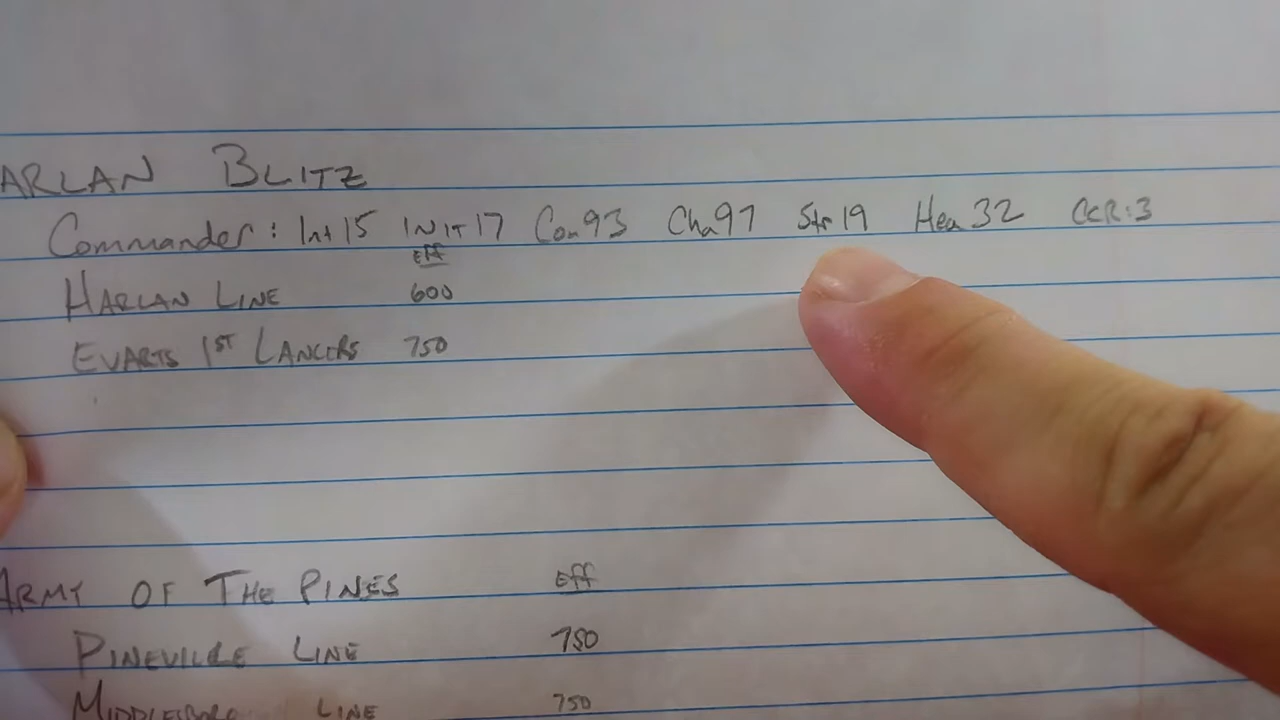 ARLAN BLITZ
Commander: Int 15 INIT 17 Con 93 Cha 97 Str 19 Hea 32 CCR: 3
Eff
HARLAN LINE 600
EVARTS 1ST LANCERS 750
ARMY OF THE PINES Eff
PINEVILLE LINE 750
MIDDLESBORO LINE 750